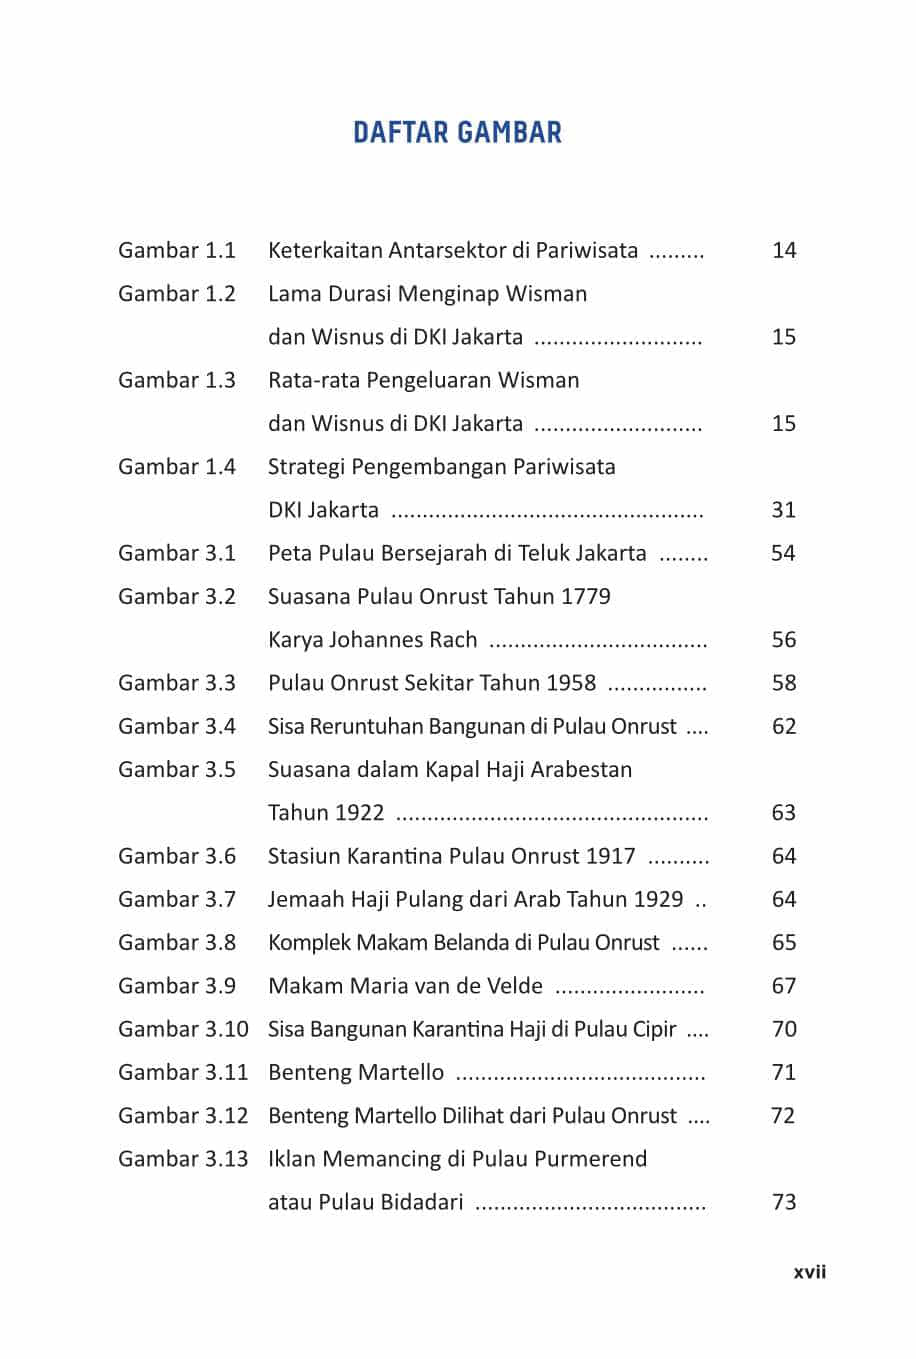 DAFTAR GAMBAR
Gambar 1.1 Keterkaitan Antarsektor di Pariwisata ......... 14
Gambar 1.2 Lama Durasi Menginap Wisman
dan Wisnus di DKI Jakarta ........................... 15
Gambar 1.3 Rata-rata Pengeluaran Wisman
dan Wisnus di DKI Jakarta ........................... 15
Gambar 1.4 Strategi Pengembangan Pariwisata
DKI Jakarta .................................................. 31
Gambar 3.1 Peta Pulau Bersejarah di Teluk Jakarta ........ 54
Gambar 3.2 Suasana Pulau Onrust Tahun 1779
Karya Johannes Rach ................................... 56
Gambar 3.3 Pulau Onrust Sekitar Tahun 1958 ................ 58
Gambar 3.4 Sisa Reruntuhan Bangunan di Pulau Onrust .... 62
Gambar 3.5 Suasana dalam Kapal Haji Arabestan
Tahun 1922 .................................................. 63
Gambar 3.6 Stasiun Karantina Pulau Onrust 1917 .......... 64
Gambar 3.7 Jemaah Haji Pulang dari Arab Tahun 1929 .. 64
Gambar 3.8 Komplek Makam Belanda di Pulau Onrust ...... 65
Gambar 3.9 Makam Maria van de Velde ........................ 67
Gambar 3.10 Sisa Bangunan Karantina Haji di Pulau Cipir .... 70
Gambar 3.11 Benteng Martello ........................................ 71
Gambar 3.12 Benteng Martello Dilihat dari Pulau Onrust .... 72
Gambar 3.13 Iklan Memancing di Pulau Purmerend
atau Pulau Bidadari ..................................... 73
xvii